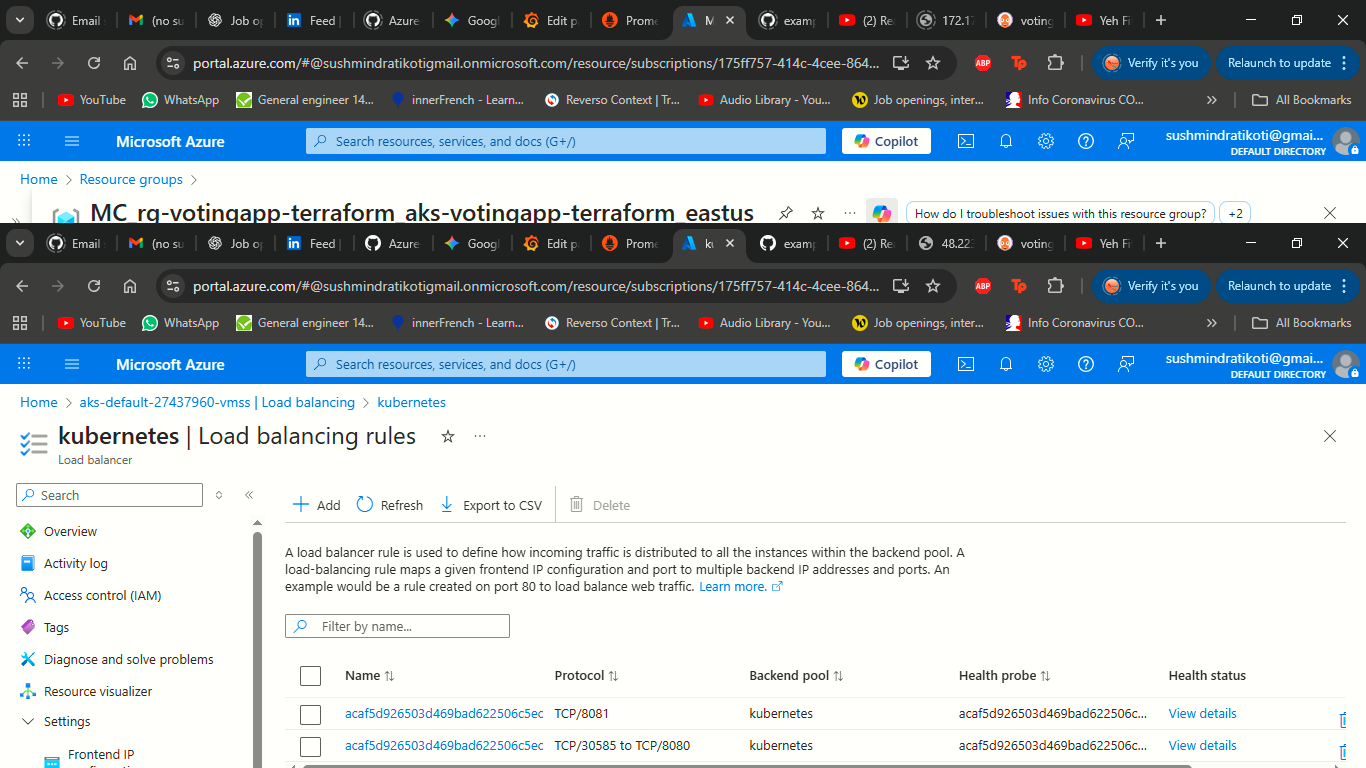 Email
(no su
Job op
Feed |
Azure
Googl
Edit pa
Prome
M
examp
(2) Rea
172.17
voting
Yeh Fi
portal.azure.com/#@sushmindratikotigmail.onmicrosoft.com/resource/subscriptions/175ff757-414c-4cee-864...
ABP
Tp
Verify it's you
Relaunch to update
YouTube
WhatsApp
General engineer 14...
innerFrench - Learn...
Reverso Context | Tr...
Audio Library - You...
Job openings, inter...
Info Coronavirus CO...
All Bookmarks
Microsoft Azure
Search resources, services, and docs (G+/)
Copilot
sushmindratikoti@gmai...
DEFAULT DIRECTORY
Home > Resource groups >
MC_rg-votingapp-terraform_aks-votingapp-terraform_eastus
How do I troubleshoot issues with this resource group?
+2
Email
(no su
Job op
Feed |
Azure
Googl
Edit pa
Prome
ku
examp
(2) Rea
48.223
voting
Yeh Fi
portal.azure.com/#@sushmindratikotigmail.onmicrosoft.com/resource/subscriptions/175ff757-414c-4cee-864...
ABP
Tp
Verify it's you
Relaunch to update
YouTube
WhatsApp
General engineer 14...
innerFrench - Learn...
Reverso Context | Tr...
Audio Library - You...
Job openings, inter...
Info Coronavirus CO...
All Bookmarks
Microsoft Azure
Search resources, services, and docs (G+/)
Copilot
sushmindratikoti@gmai...
DEFAULT DIRECTORY
Home > aks-default-27437960-vmss | Load balancing > kubernetes
kubernetes | Load balancing rules
Load balancer
Search
Overview
Activity log
Access control (IAM)
Tags
Diagnose and solve problems
Resource visualizer
Settings
Frontend IP
Add
Refresh
Export to CSV
Delete
A load balancer rule is used to define how incoming traffic is distributed to all the instances within the backend pool. A
load-balancing rule maps a given frontend IP configuration and port to multiple backend IP addresses and ports. An
example would be a rule created on port 80 to load balance web traffic. Learn more.
Filter by name...
Name Protocol Backend pool Health probe Health status
acaf5d926503d469bad622506c5ec TCP/8081 kubernetes acaf5d926503d469bad622506c... View details
acaf5d926503d469bad622506c5ec TCP/30585 to TCP/8080 kubernetes acaf5d926503d469bad622506c... View details